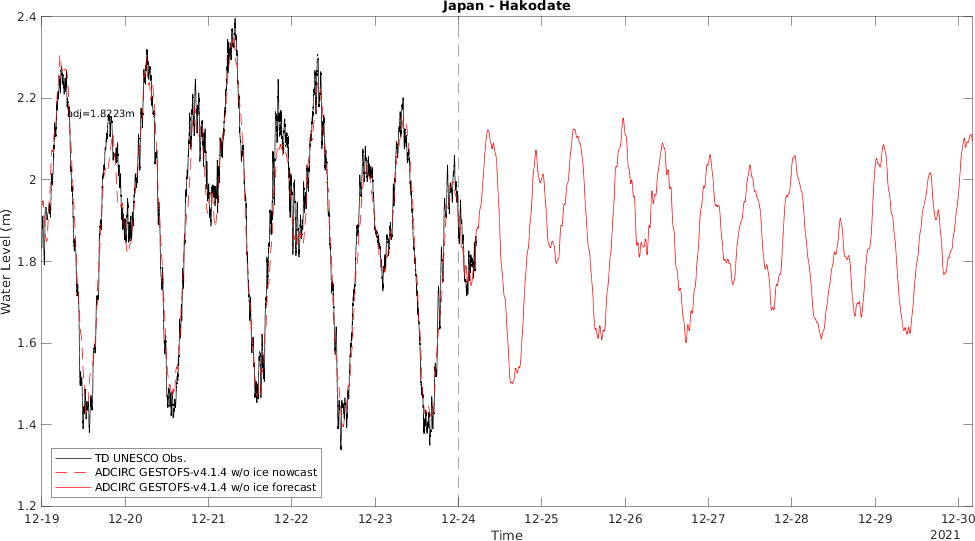 Japan - Hakodate
2.4
2.2
2
1.8
1.6
1.4
1.2
Water Level (m)
adj=1.8223m
TD UNESCO Obs.
ADCIRC GESTOFS-v4.1.4 w/o ice nowcast
ADCIRC GESTOFS-v4.1.4 w/o ice forecast
12-19 12-20 12-21 12-22 12-23 12-24 12-25 12-26 12-27 12-28 12-29 12-30
Time
2021